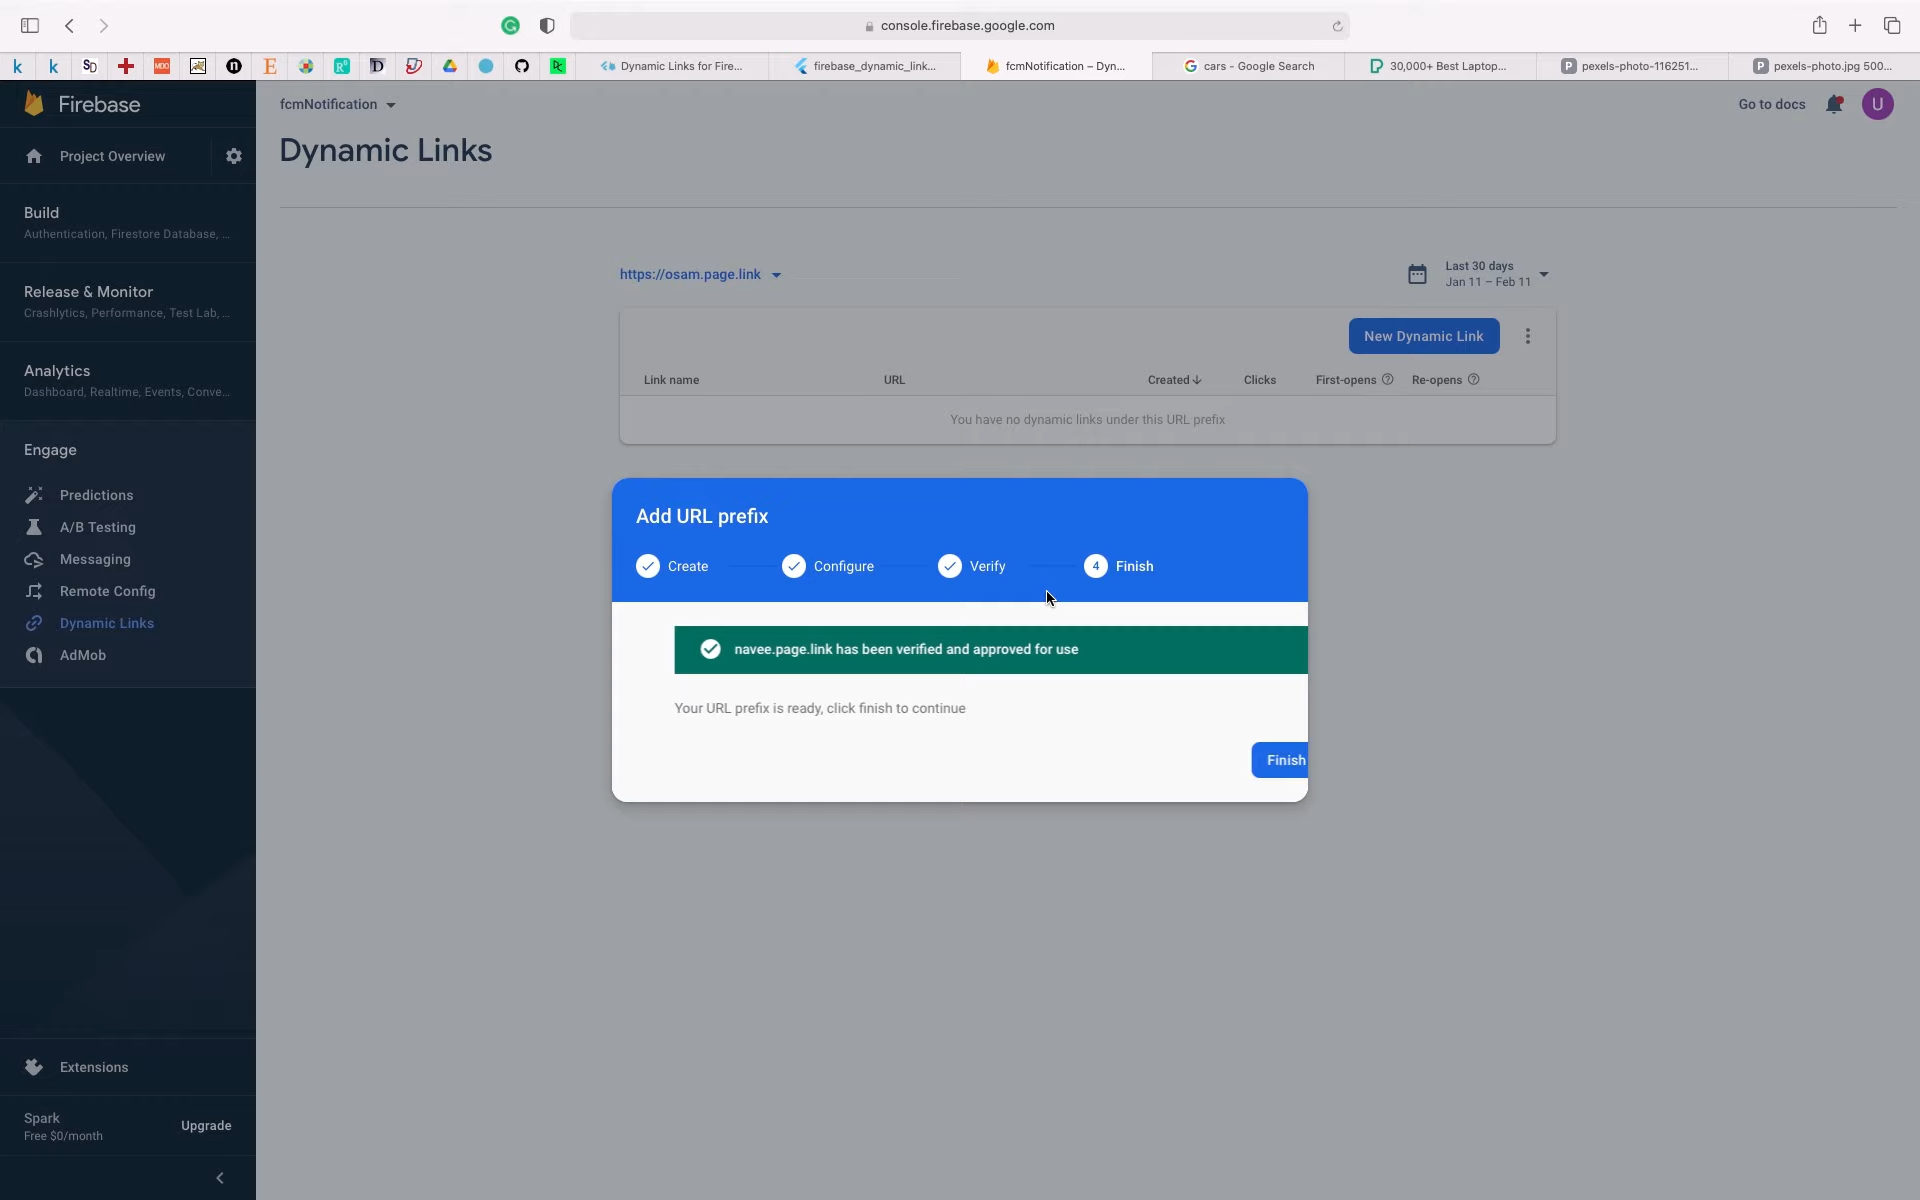 console.firebase.google.com
k
k
SD
MOO
n
E
R
D
Dynamic Links for Fire...
firebase_dynamic_link...
fcmNotification – Dyn...
cars - Google Search
30,000+ Best Laptop...
pexels-photo-116251...
pexels-photo.jpg 500...
Firebase
fcmNotification
Go to docs
U
Dynamic Links
Project Overview
Build
Authentication, Firestore Database, ...
Release & Monitor
Crashlytics, Performance, Test Lab, ...
Analytics
Dashboard, Realtime, Events, Conve...
Engage
Predictions
A/B Testing
Messaging
Remote Config
Dynamic Links
AdMob
Extensions
Spark
Free $0/month
Upgrade
https://osam.page.link
Last 30 days
Jan 11 – Feb 11
New Dynamic Link
Link name
URL
Created
Clicks
First-opens
Re-opens
You have no dynamic links under this URL prefix
Add URL prefix
Create
Configure
Verify
4 Finish
navee.page.link has been verified and approved for use
Your URL prefix is ready, click finish to continue
Finish